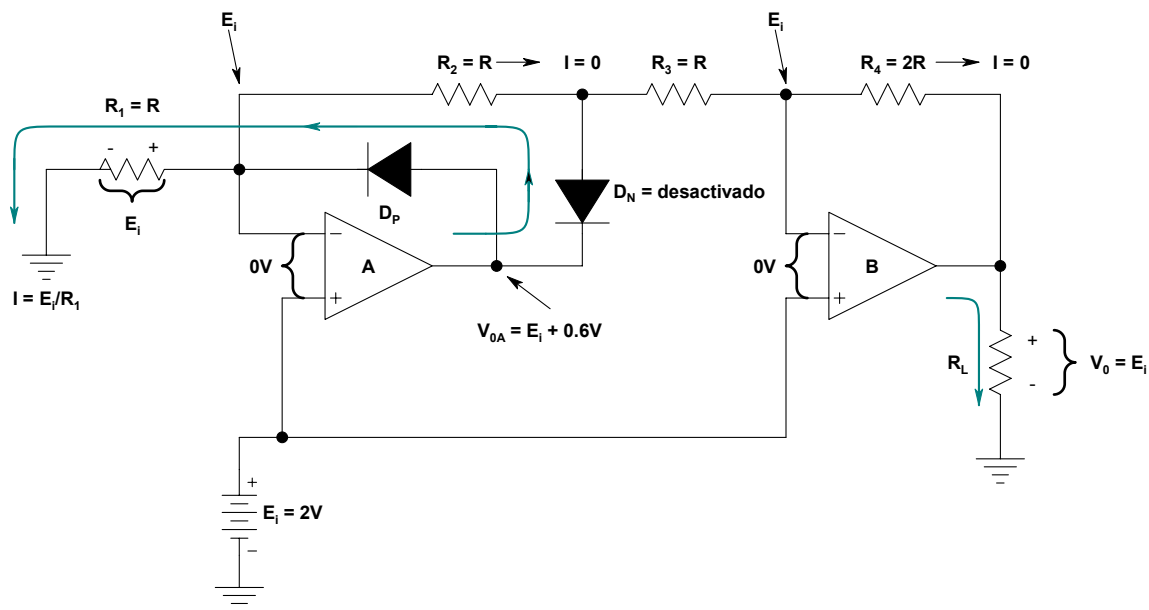 Ei
Ei
R2 = R
I = 0
R3 = R
R4 = 2R
I = 0
R1 = R
- +
Ei
DP
DN = desactivado
0V
−
A
+
0V
−
B
+
I = Ei/R1
V0A = Ei + 0.6V
RL
+
-
V0 = Ei
+
Ei = 2V
−